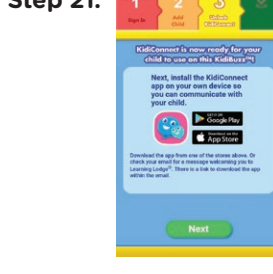 Step 21:
1 2 3
Sign In
Add
Child
Unlock
KidiConnect
KidiConnect is now ready for your
child to use on this KidiBuzz™!
Next, install the KidiConnect
app on your own device so
you can communicate with
your child.
GET IT ON
Google Play
Download on the
App Store
Download the app from one of the stores above. Or
check your email for a message welcoming you to
Learning Lodge®. There is a link to download the app
within the email.
Next